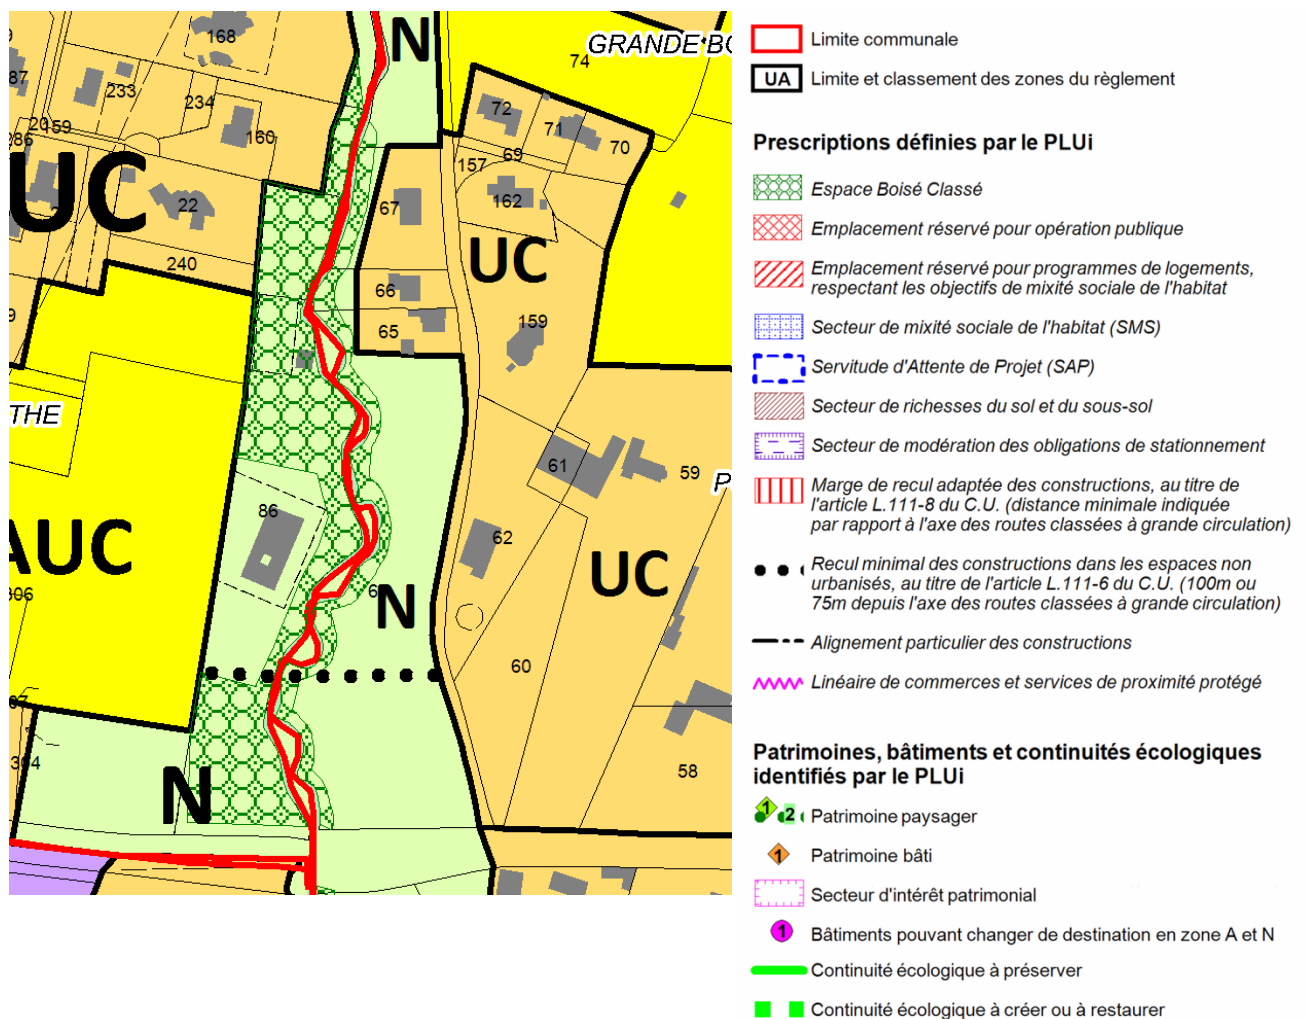 N
168
GRANDE BO
74
87
233
234
72
20
159
71
286
160
70
69
157
UC
22
162
67
240
UC
66
9
159
65
THE
61
59
P
86
AUC
62
UC
306
6
N
60
304
58
N
Limite communale
UA Limite et classement des zones du règlement
Prescriptions définies par le PLUi
Espace Boisé Classé
Emplacement réservé pour opération publique
Emplacement réservé pour programmes de logements,
respectant les objectifs de mixité sociale de l'habitat
Secteur de mixité sociale de l'habitat (SMS)
Servitude d'Attente de Projet (SAP)
Secteur de richesses du sol et du sous-sol
Secteur de modération des obligations de stationnement
Marge de recul adaptée des constructions, au titre de
l'article L.111-8 du C.U. (distance minimale indiquée
par rapport à l'axe des routes classées à grande circulation)
Recul minimal des constructions dans les espaces non
urbanisés, au titre de l'article L.111-6 du C.U. (100m ou
75m depuis l'axe des routes classées à grande circulation)
Alignement particulier des constructions
Linéaire de commerces et services de proximité protégé
Patrimoines, bâtiments et continuités écologiques
identifiés par le PLUi
1 2 Patrimoine paysager
1 Patrimoine bâti
Secteur d'intérêt patrimonial
1 Bâtiments pouvant changer de destination en zone A et N
Continuité écologique à préserver
Continuité écologique à créer ou à restaurer